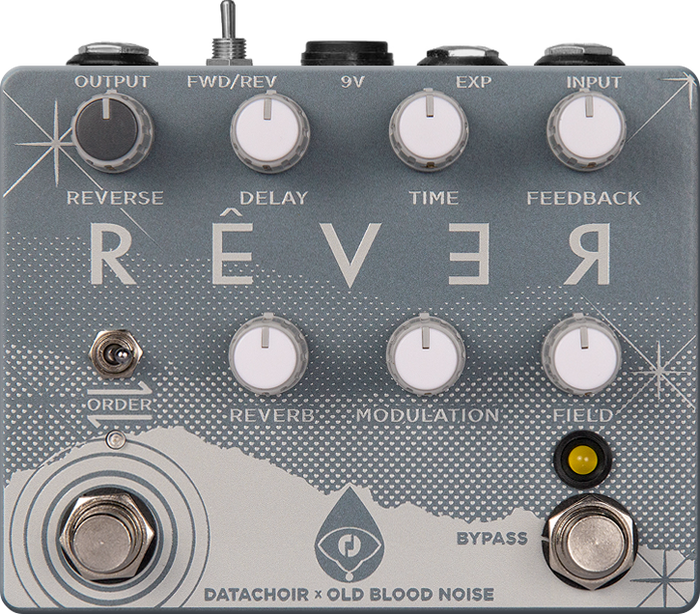 OUTPUT FWD/REV 9V EXP INPUT
REVERSE DELAY TIME FEEDBACK
RÊVƎЯ
REVERB MODULATION FIELD
ORDER
BYPASS
DATACHOIR x OLD BLOOD NOISE